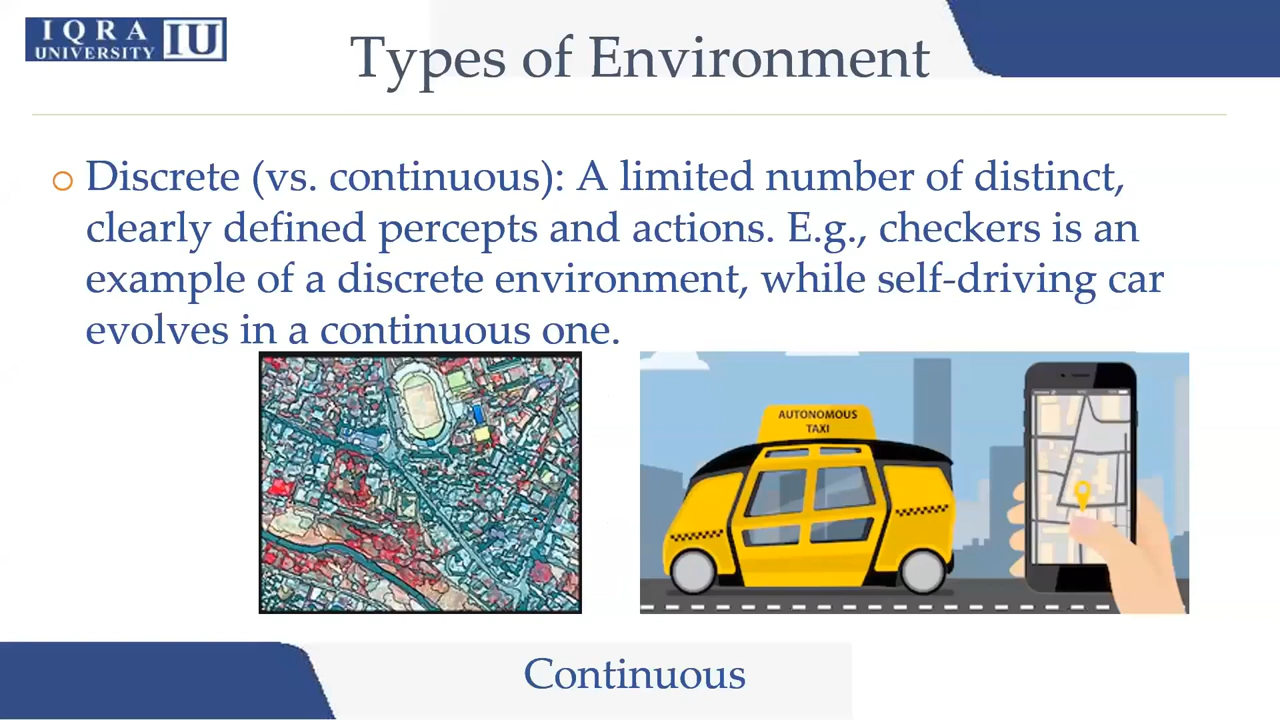 IQRA
UNIVERSITY IU
Types of Environment
Discrete (vs. continuous): A limited number of distinct,
clearly defined percepts and actions. E.g., checkers is an
example of a discrete environment, while self-driving car
evolves in a continuous one.
AUTONOMOUS
TAXI
Continuous